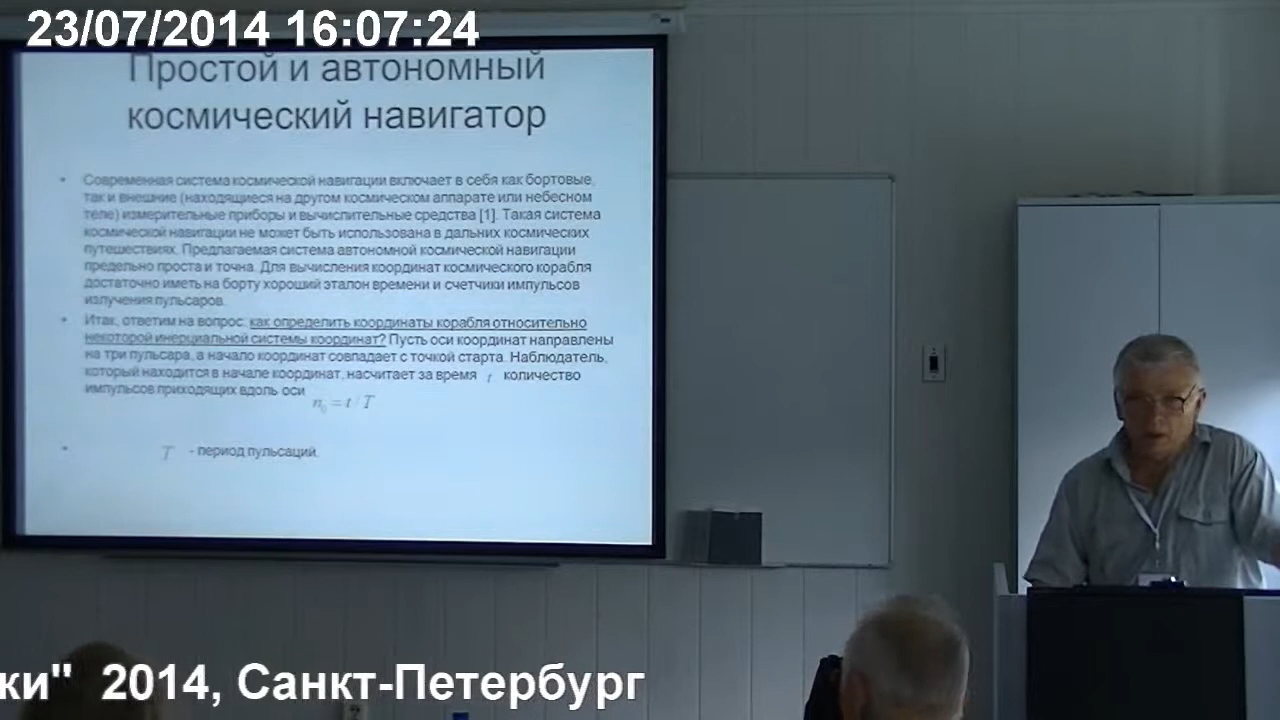 23/07/2014 16:07:24
Простой и автономный
космический навигатор
• Современная система космической навигации включает в себя как бортовые,
так и внешние (находящиеся на другом космическом аппарате или небесном
теле) измерительные приборы и вычислительные средства [1]. Такая система
космической навигации не может быть использована в дальних космических
путешествиях. Предлагаемая система автономной космической навигации
предельно проста и точна. Для вычисления координат космического корабля
достаточно иметь на борту хороший эталон времени и счетчики импульсов
излучения пульсаров.
• Итак, ответим на вопрос: как определить координаты корабля относительно
некоторой инерциальной системы координат? Пусть оси координат направлены
на три пульсара, а начало координат совпадает с точкой старта. Наблюдатель,
который находится в начале координат, насчитает за время t количество
импульсов приходящих вдоль оси
n₀ = t / T
• T - период пульсаций.
ки" 2014, Санкт-Петербург